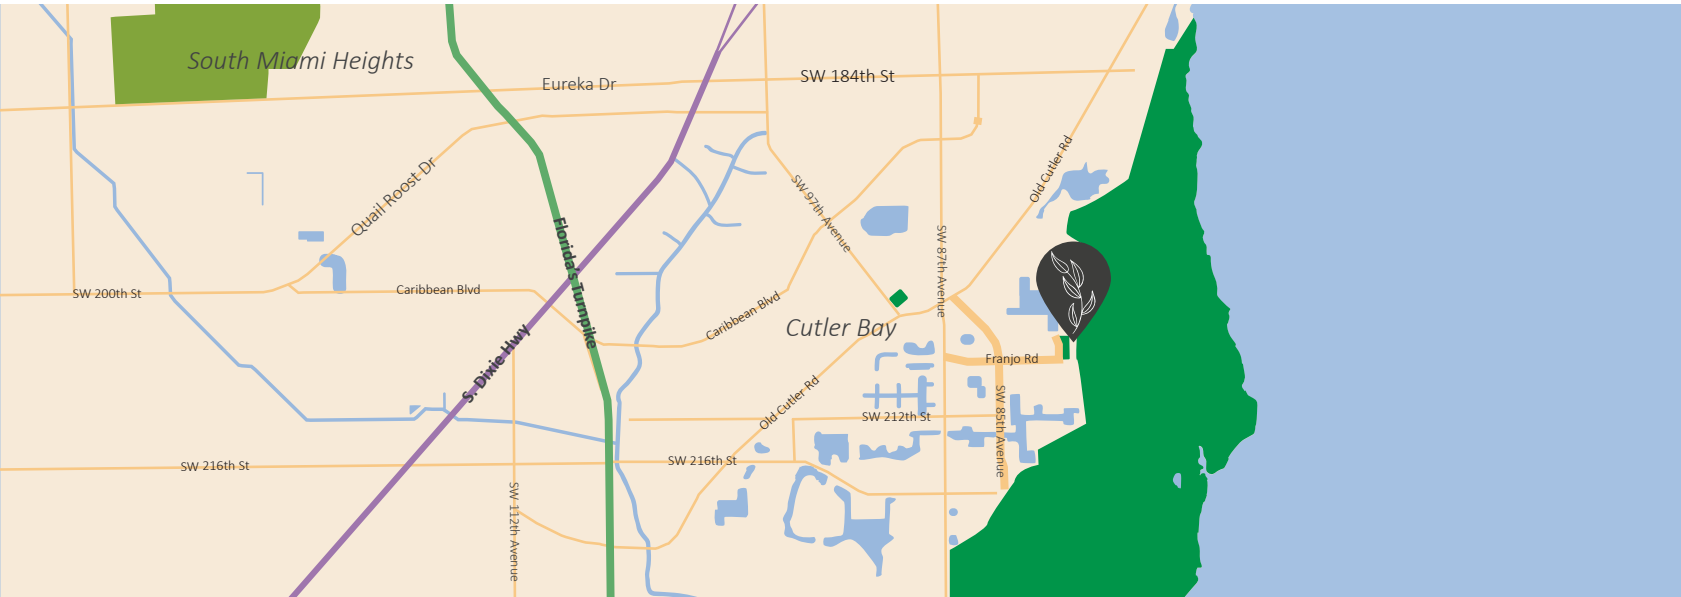 South Miami Heights
Eureka Dr
SW 184th St
Quail Roost Dr
Old Cutler Rd
SW 97th Avenue
Florida's Turnpike
SW 87th Avenue
SW 200th St
Caribbean Blvd
Caribbean Blvd
Cutler Bay
S. Dixie Hwy
Franjo Rd
Old Cutler Rd
SW 212th St
SW 85th Avenue
SW 216th St
SW 216th St
SW 112th Avenue